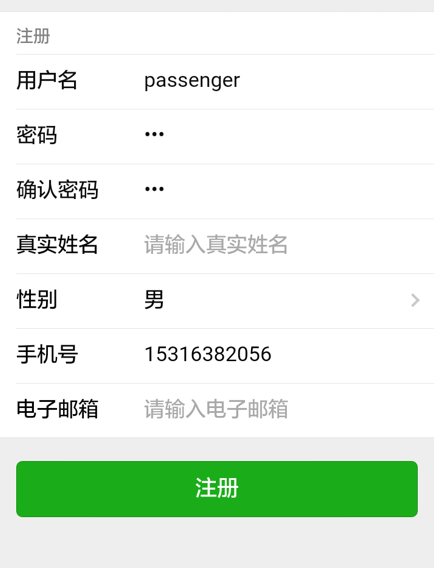 注册
用户名 passenger
密码 •••
确认密码 •••
真实姓名 请输入真实姓名
性别 男
手机号 15316382056
电子邮箱 请输入电子邮箱
注册